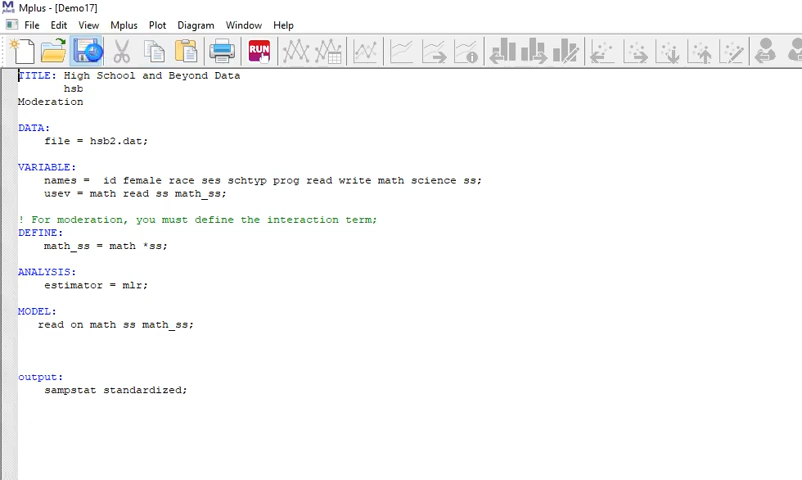 Mplus - [Demo17]
File Edit View Mplus Plot Diagram Window Help
RUN
TITLE: High School and Beyond Data
hsb
Moderation
DATA:
file = hsb2.dat;
VARIABLE:
names =  id female race ses schtyp prog read write math science ss;
usev = math read ss math_ss;
! For moderation, you must define the interaction term;
DEFINE:
math_ss = math *ss;
ANALYSIS:
estimator = mlr;
MODEL:
read on math ss math_ss;
output:
sampstat standardized;